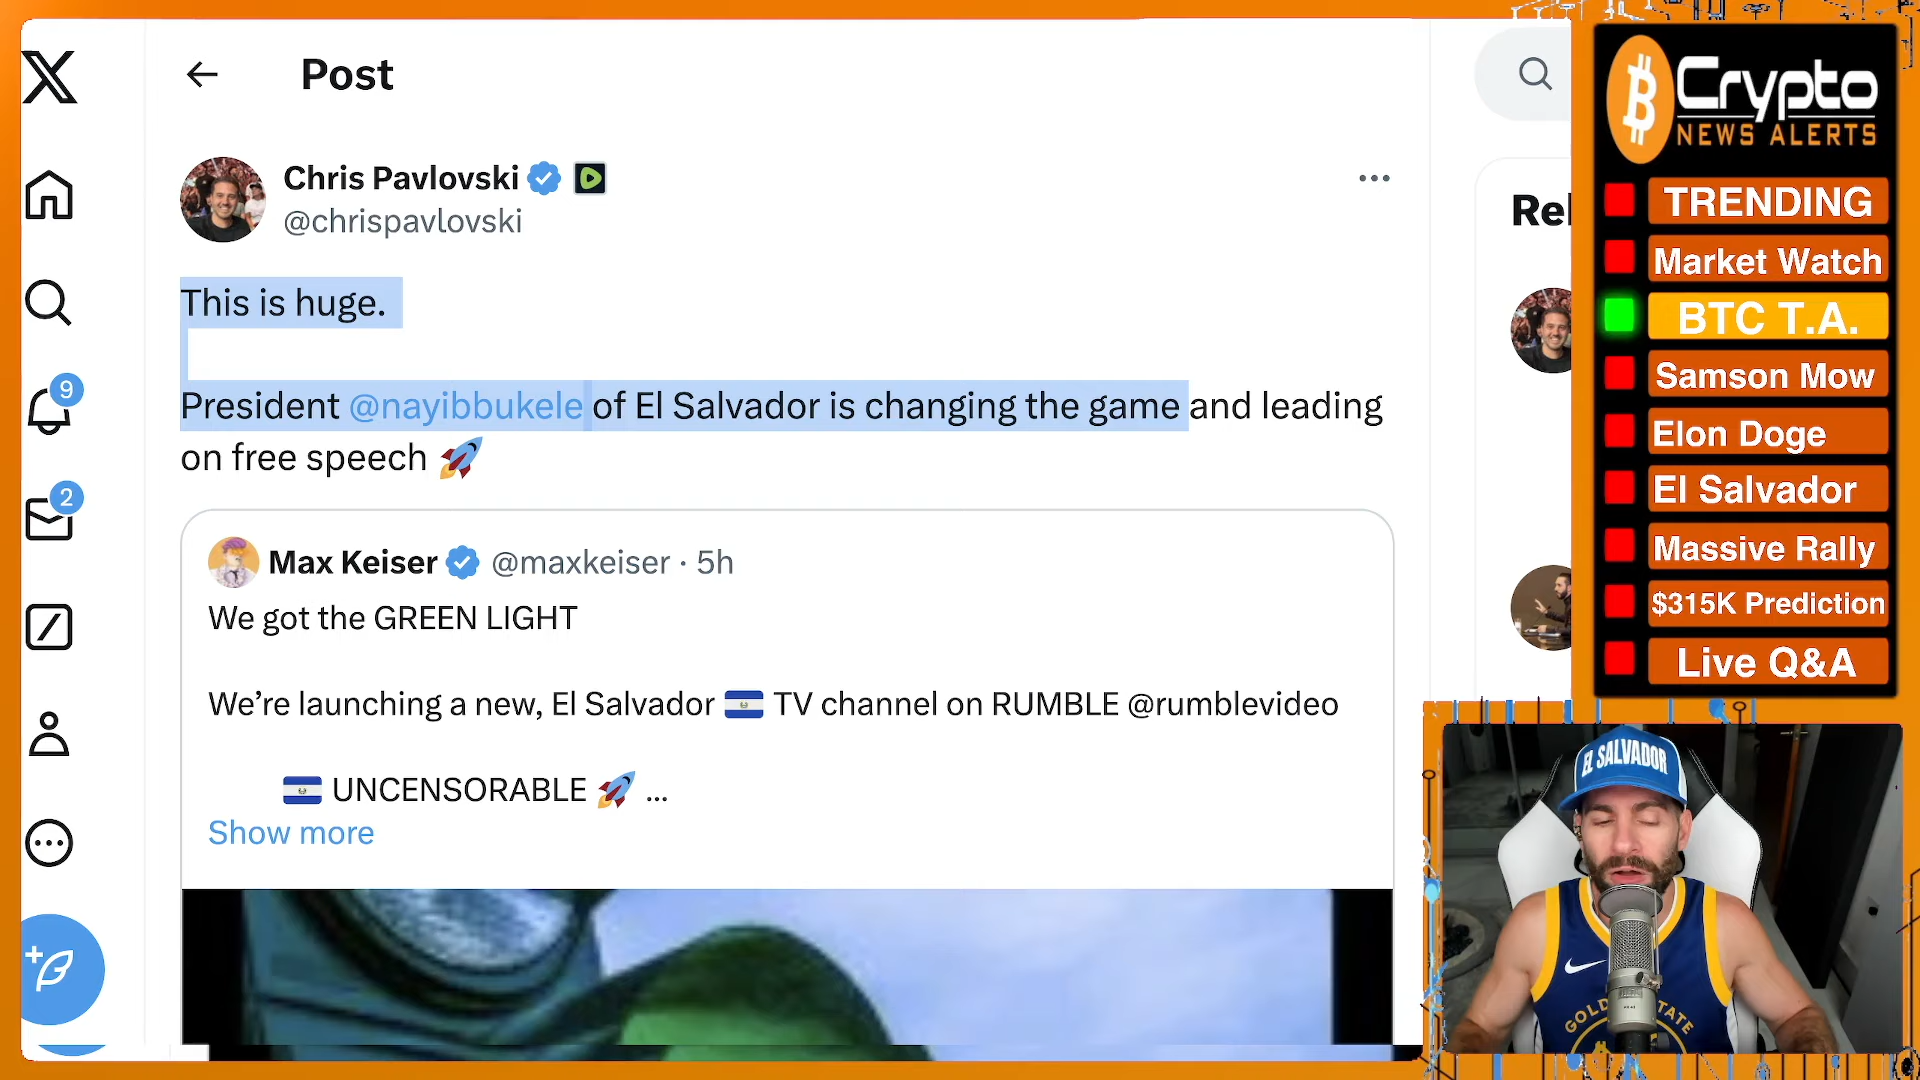 Post
Chris Pavlovski
@chrispavlovski
This is huge.
President @nayibbukele of El Salvador is changing the game and leading
on free speech 🚀
Max Keiser @maxkeiser · 5h
We got the GREEN LIGHT
We’re launching a new, El Salvador 🇸🇻 TV channel on RUMBLE @rumblevideo
🇸🇻 UNCENSORABLE 🚀 ...
Show more
9
2
Rel
Crypto
NEWS ALERTS
TRENDING
Market Watch
BTC T.A.
Samson Mow
Elon Doge
El Salvador
Massive Rally
$315K Prediction
Live Q&A
EL SALVADOR